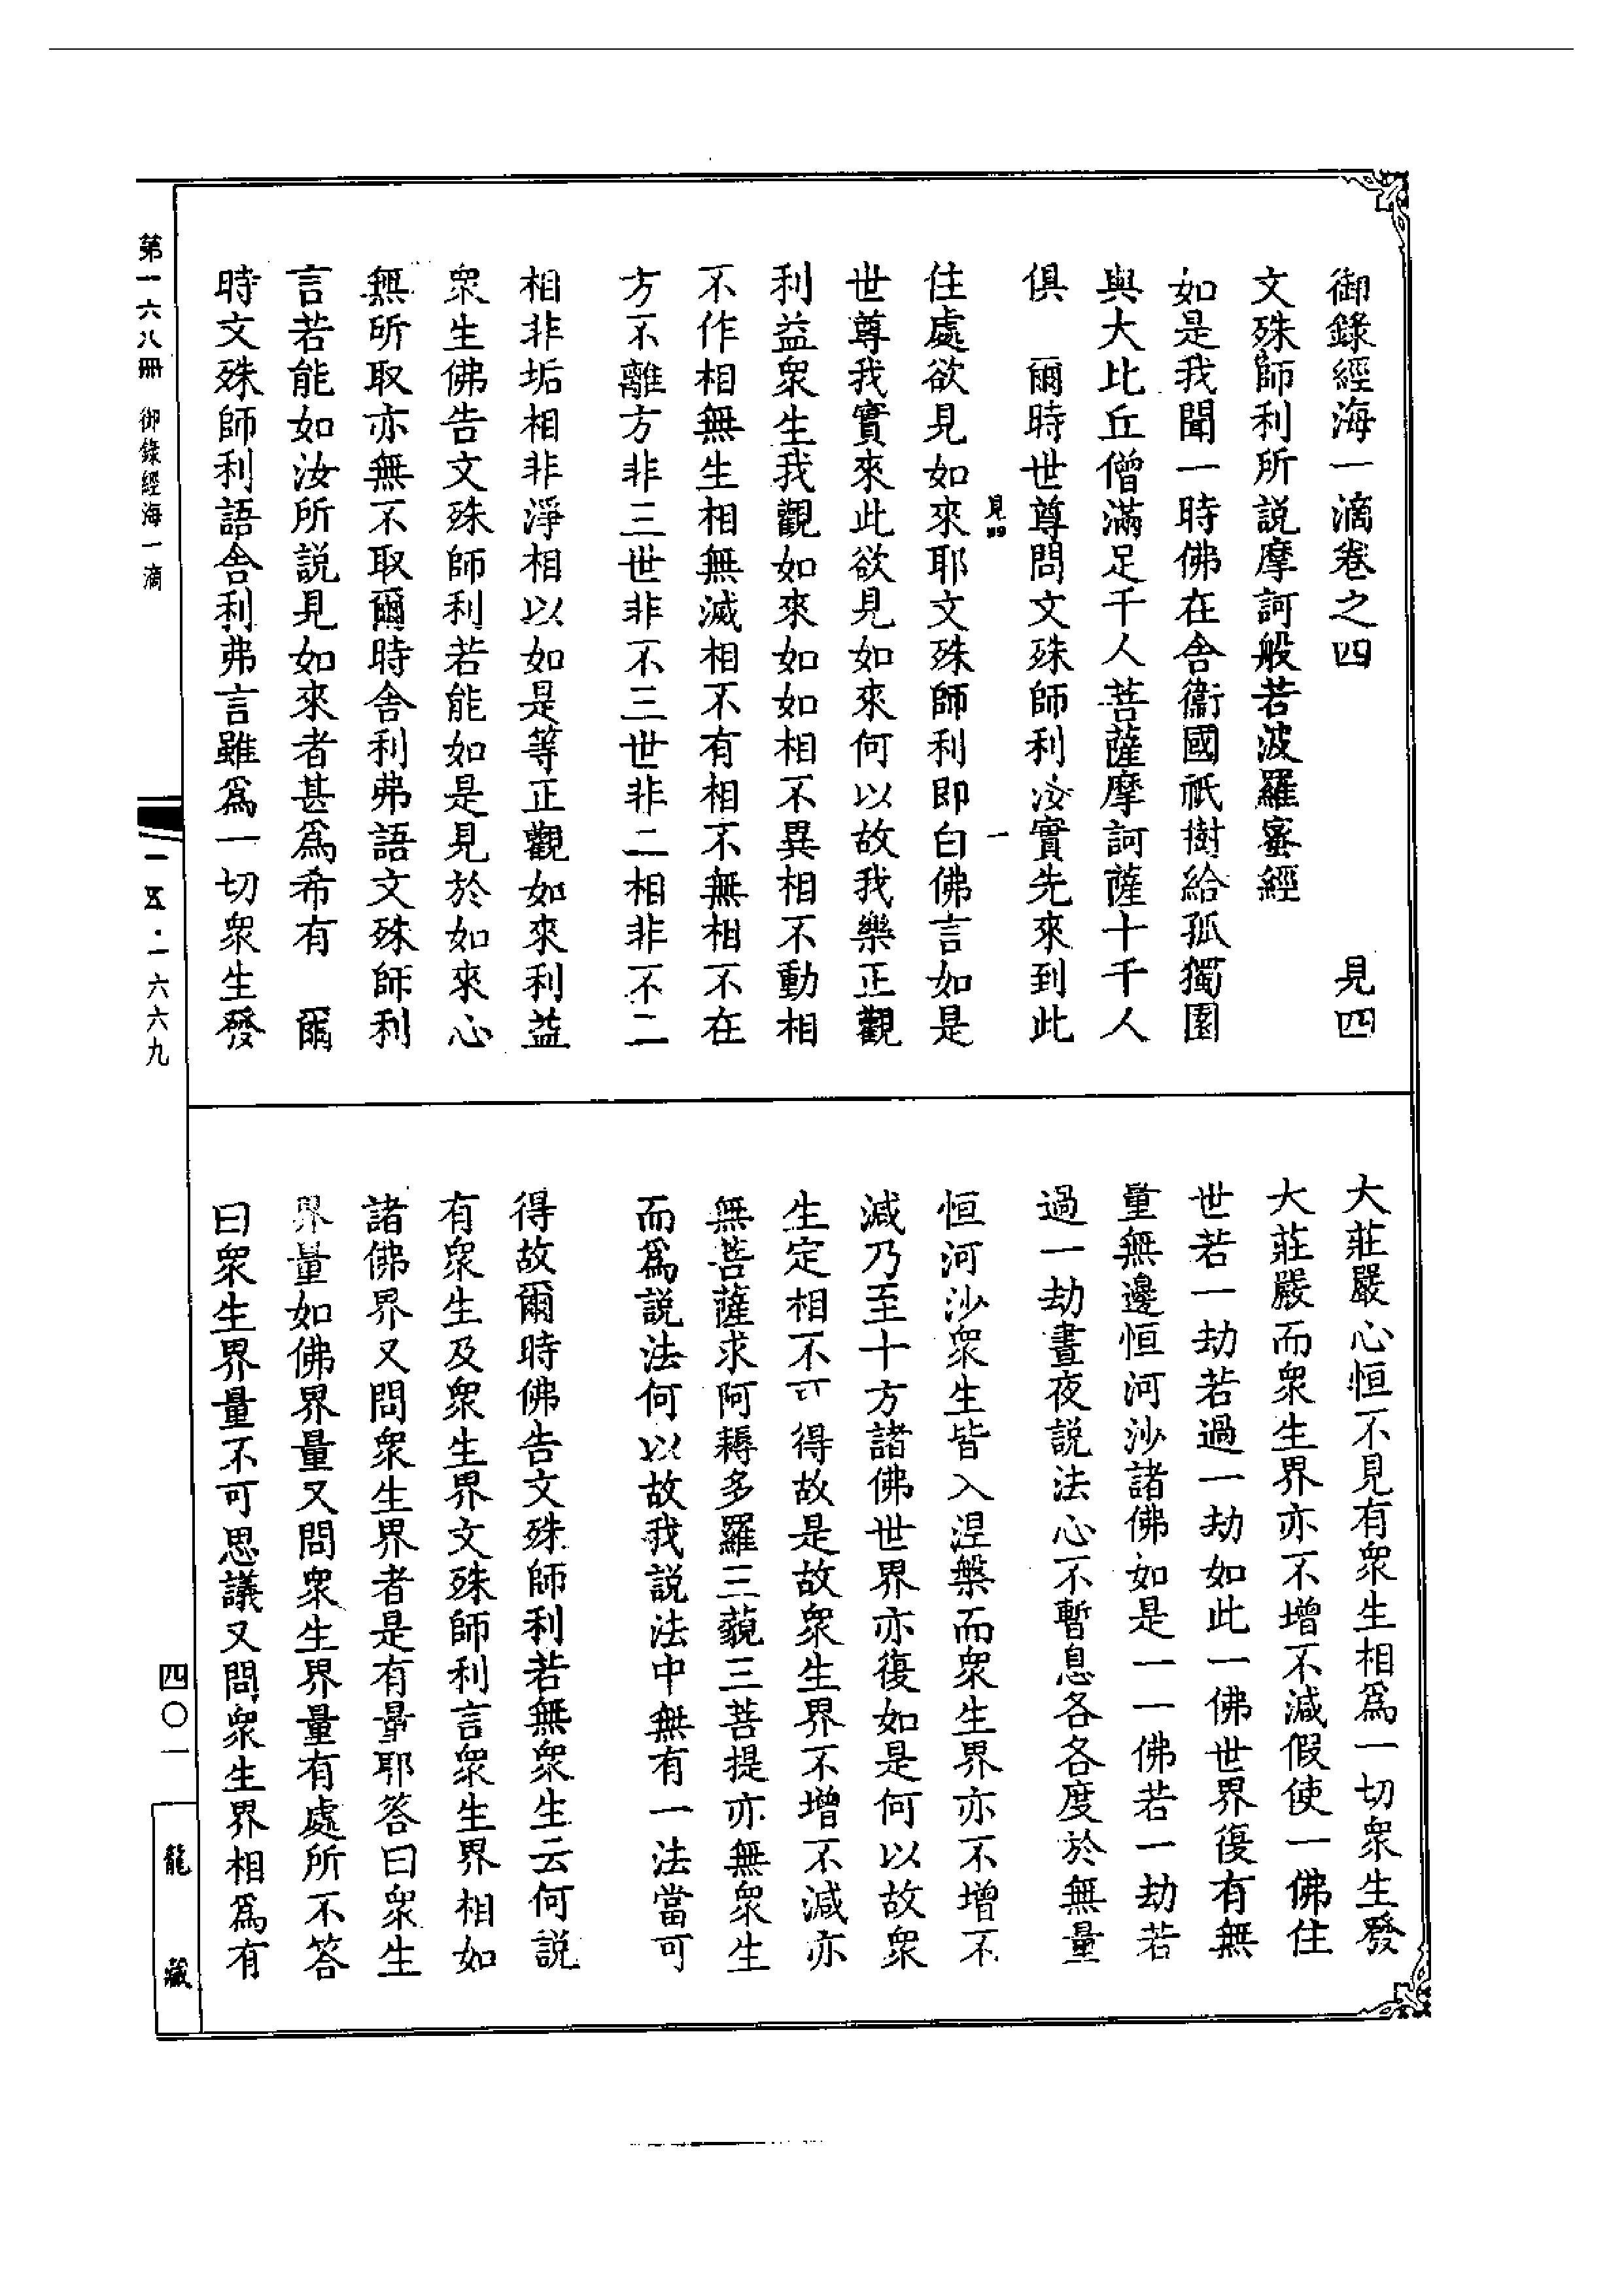 御錄經海一滴卷之四　見四
文殊師利所説摩訶般若波羅蜜經
如是我聞一時佛在舍衞國祇樹給孤獨園
與大比丘僧滿足千人菩薩摩訶薩十千人
俱　爾時世尊問文殊師利汝實先來到此
住處欲見如來耶文殊師利即白佛言如是
世尊我實來此欲見如來何以故我樂正觀
利益衆生我觀如來如如相不異相不動相
不作相無生相無滅相不有相不無相不在
方不離方非三世非不三世非二相非不二
相非垢相非淨相以如是等正觀如來利益
衆生佛告文殊師利若能如是見於如來心
無所取亦無不取爾時舍利弗語文殊師利
言若能如汝所説見如來者甚爲希有　爾
時文殊師利語舍利弗言雖爲一切衆生發
大莊嚴心恒不見有衆生相爲一切衆生發
大莊嚴而衆生界亦不增不減假使一佛住
世若一劫若過一劫如此一佛世界復有無
量無邊恒河沙諸佛如是一一佛若一劫若
過一劫晝夜説法心不暫息各各度於無量
恒河沙衆生皆入涅槃而衆生界亦不增不
減乃至十方諸佛世界亦復如是何以故衆
生定相不可得故是故衆生界不增不減亦
無菩薩求阿耨多羅三藐三菩提亦無衆生
而爲説法何以故我説法中無有一法當可
得故爾時佛告文殊師利若無衆生云何説
有衆生及衆生界文殊師利言衆生界相如
諸佛界又問衆生界者是有量耶答曰衆生
界量如佛界量又問衆生界量有處所不答
曰衆生界量不可思議又問衆生界相爲有
第一六八冊　御錄經海一滴
一五·一六六九
四〇一
龍藏